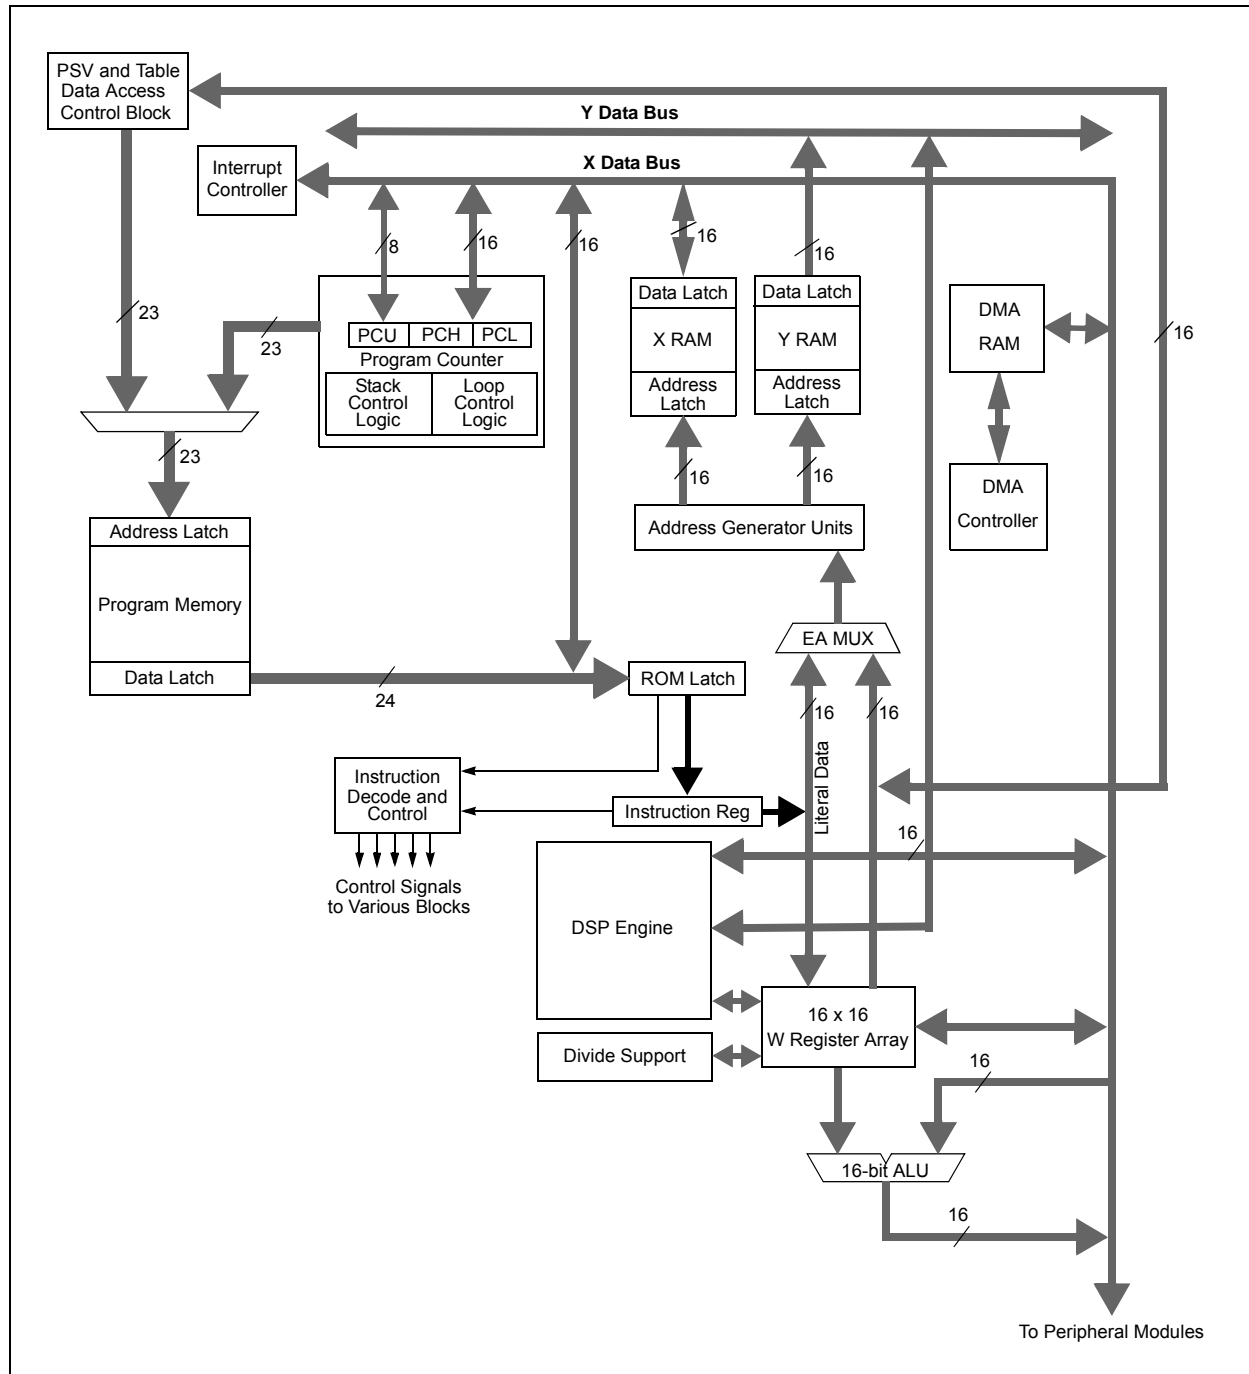 PSV and Table
Data Access
Control Block
Y Data Bus
X Data Bus
Interrupt
Controller
8
16
16
16
16
23
23
16
PCU
PCH
PCL
Program Counter
Stack
Control
Logic
Loop
Control
Logic
Data Latch
X RAM
Address
Latch
Data Latch
Y RAM
Address
Latch
DMA
RAM
23
16
16
DMA
Controller
Address Generator Units
Address Latch
Program Memory
Data Latch
24
EA MUX
ROM Latch
16
16
Literal Data
Instruction
Decode and
Control
Instruction Reg
Control Signals
to Various Blocks
16
DSP Engine
16 x 16
W Register Array
Divide Support
16
16-bit ALU
16
To Peripheral Modules